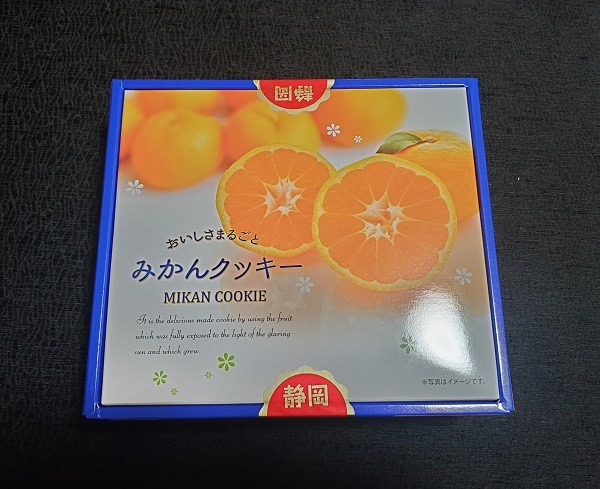 静岡
おいしさまるごと
みかんクッキー
MIKAN COOKIE
It is the delicious made cookie by using the fruit
which was fully exposed to the light of the glaring
sun and which grew.
※写真はイメージです。
静岡